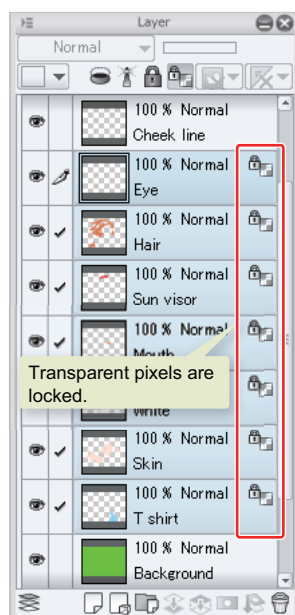 Layer
Normal
100 % Normal
Cheek line
100 % Normal
Eye
100 % Normal
Hair
100 % Normal
Sun visor
100 % Normal
Mouth
Transparent pixels are
locked.
White
100 % Normal
Skin
100 % Normal
T shirt
100 % Normal
Background